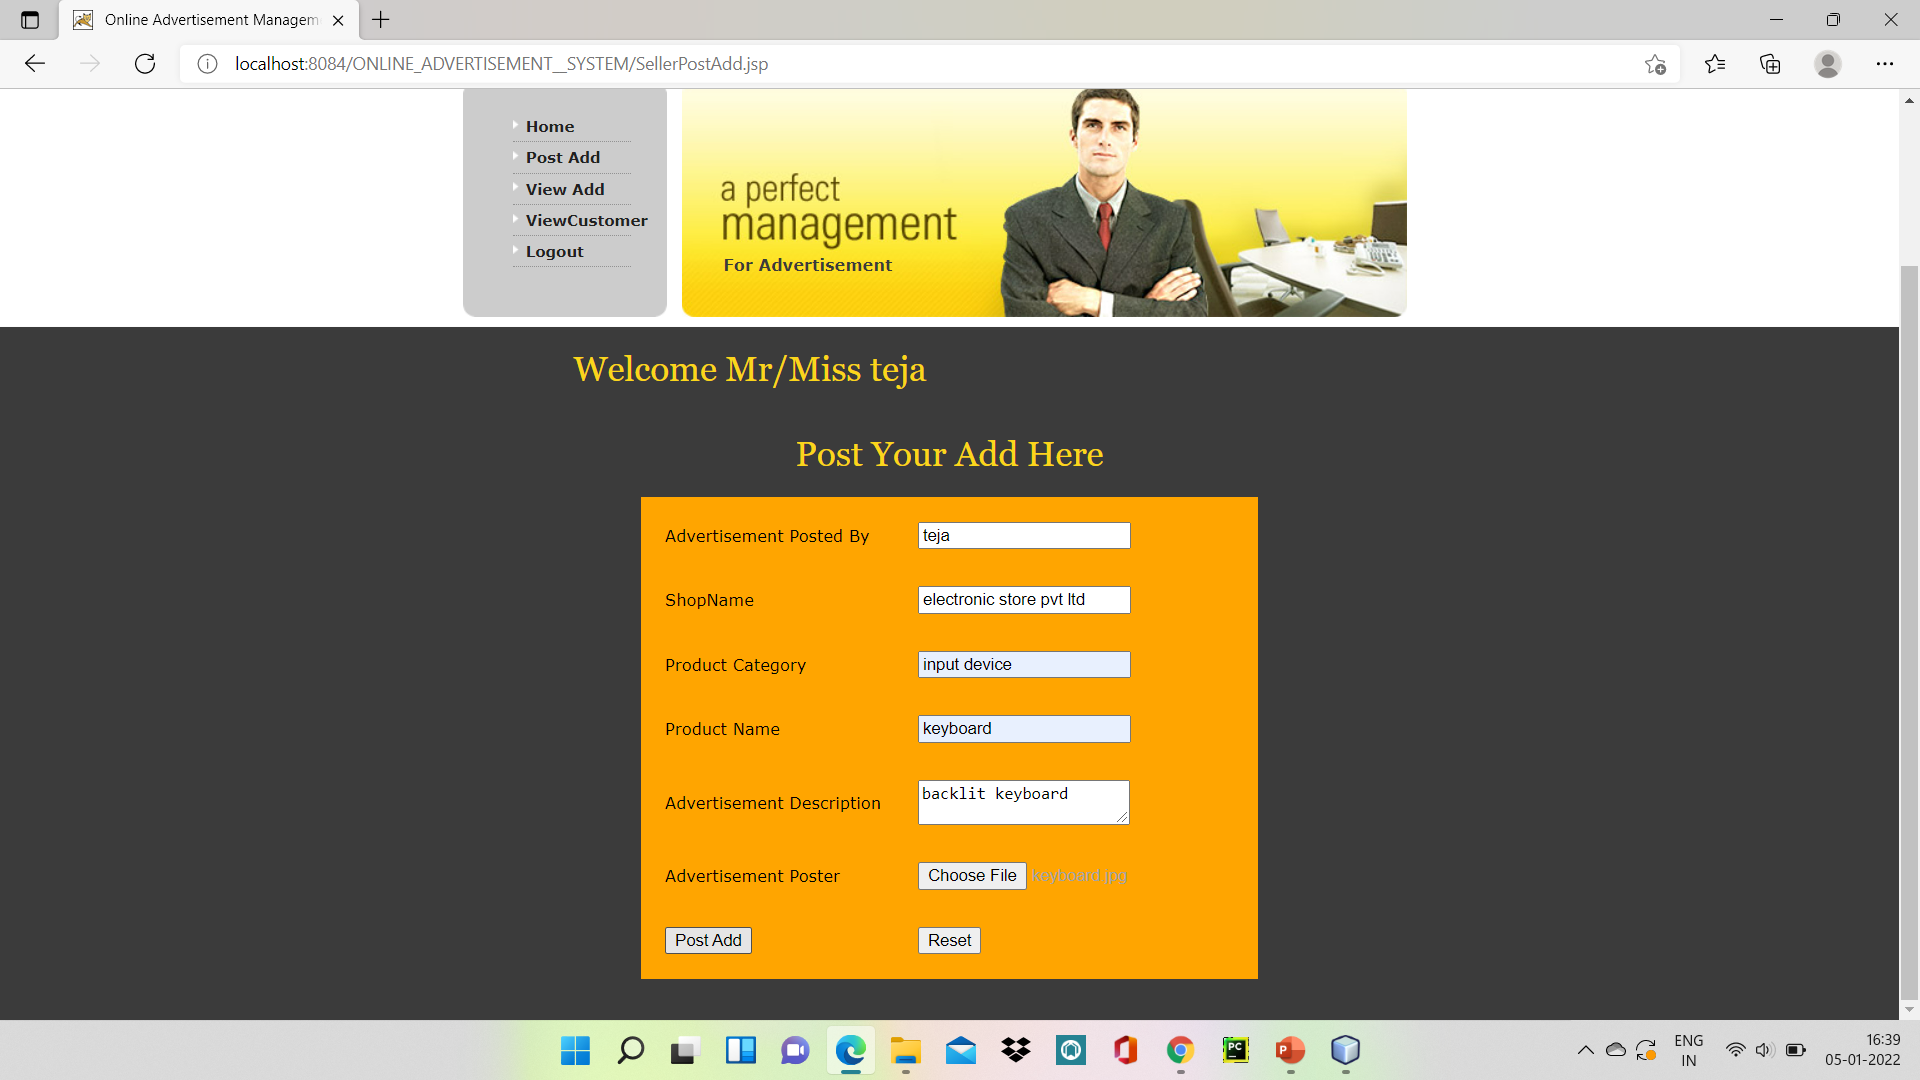 Online Advertisement Managem
localhost:8084/ONLINE_ADVERTISEMENT__SYSTEM/SellerPostAdd.jsp
Home
Post Add
View Add
ViewCustomer
Logout
a perfect
management
For Advertisement
Welcome Mr/Miss teja
Post Your Add Here
Advertisement Posted By teja
ShopName electronic store pvt ltd
Product Category input device
Product Name keyboard
Advertisement Description backlit keyboard
Advertisement Poster Choose File keyboard.jpg
Post Add Reset
PC
P
ENG
IN
16:39
05-01-2022